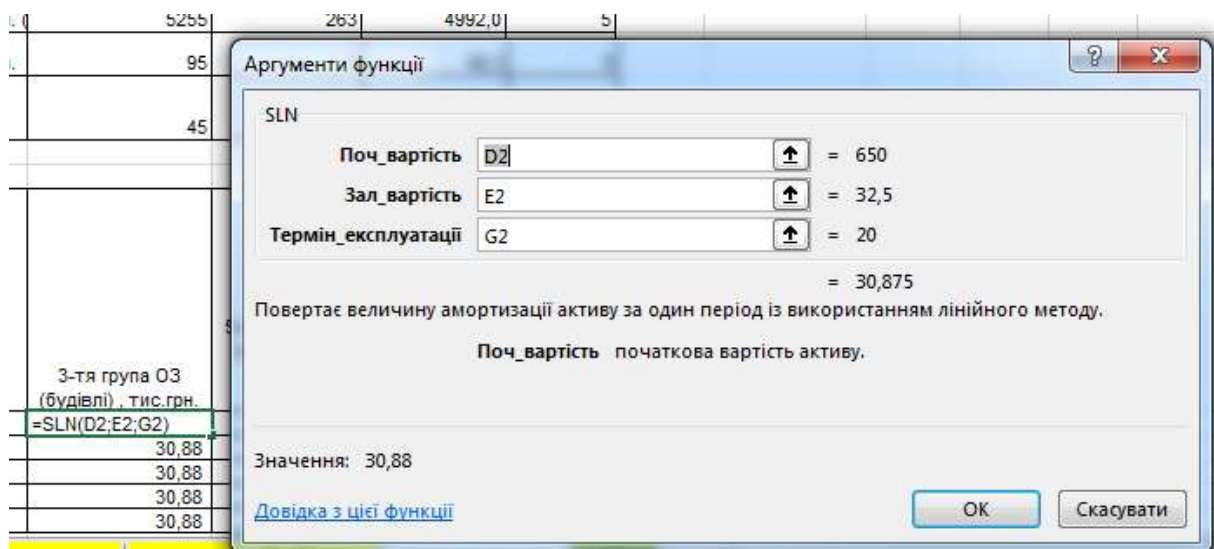 5255 263 4992,0 5
95
45
3-тя група ОЗ
(будівлі) , тис.грн.
=SLN(D2;E2;G2)
30,88
30,88
30,88
30,88
Аргументи функції
SLN
Поч_вартість D2 = 650
Зал_вартість E2 = 32,5
Термін_експлуатації G2 = 20
= 30,875
Повертає величину амортизації активу за один період із використанням лінійного методу.
Поч_вартість початкова вартість активу.
Значення: 30,88
Довідка з цієї функції
ОК Скасувати